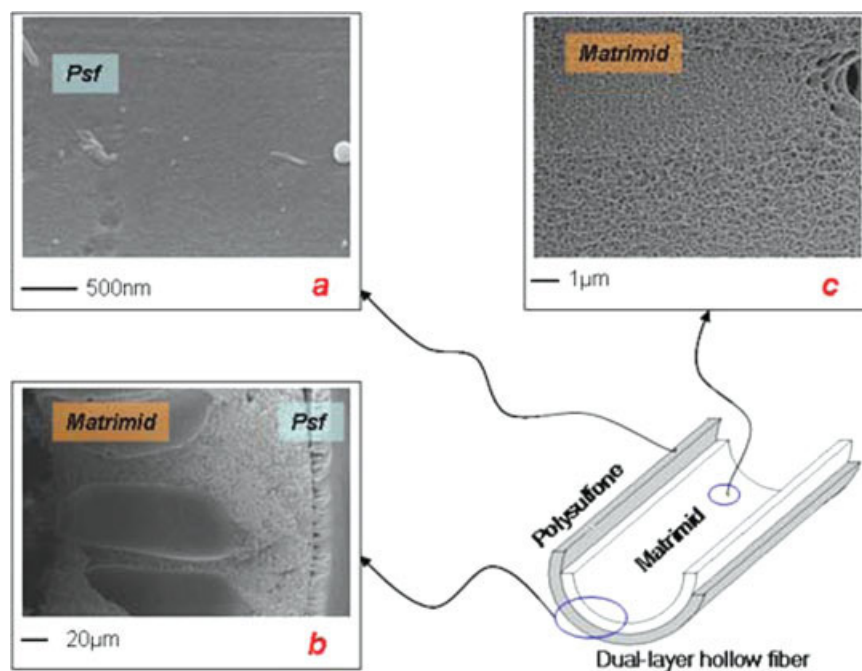 Psf
500nm
a
Matrimid
1μm
c
Matrimid
Psf
20μm
b
Polysulfone
Matrimid
Dual-layer hollow fiber